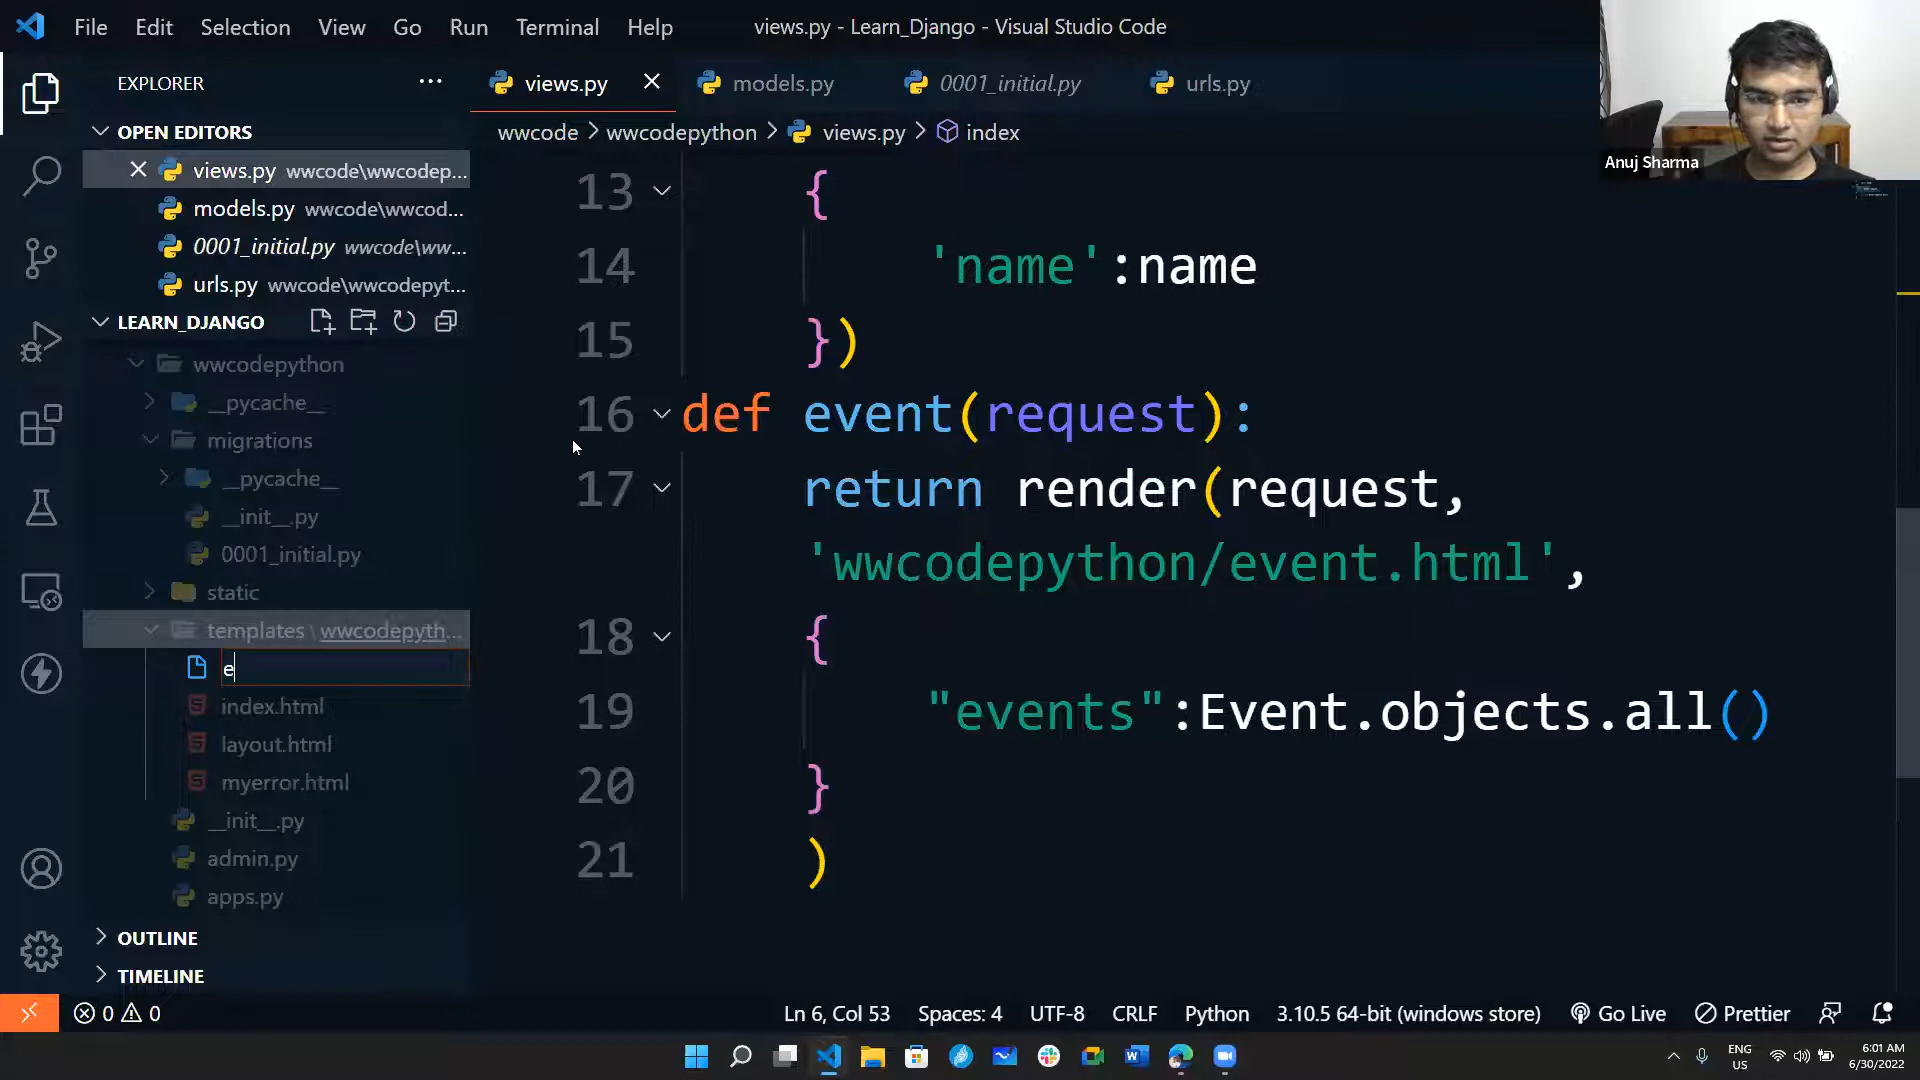 File Edit Selection View Go Run Terminal Help views.py - Learn_Django - Visual Studio Code
EXPLORER
views.py models.py 0001_initial.py urls.py
OPEN EDITORS
wwcode > wwcodepython > views.py > index
Anuj Sharma
views.py wwcode\wwcodep...
models.py wwcode\wwcod...
0001_initial.py wwcode\ww...
urls.py wwcode\wwcodepyt...
LEARN_DJANGO
wwcodepython
__pycache__
migrations
__pycache__
__init__.py
0001_initial.py
static
templates \ wwcodepyth...
e
index.html
layout.html
myerror.html
__init__.py
admin.py
apps.py
OUTLINE
TIMELINE
13 {
14 'name':name
15 })
16 def event(request):
17 return render(request,
'wwcodepython/event.html',
18 {
19 "events":Event.objects.all()
20 }
21 )
0 0 Ln 6, Col 53 Spaces: 4 UTF-8 CRLF Python 3.10.5 64-bit (windows store) Go Live Prettier
ENG
US
6:01 AM
6/30/2022